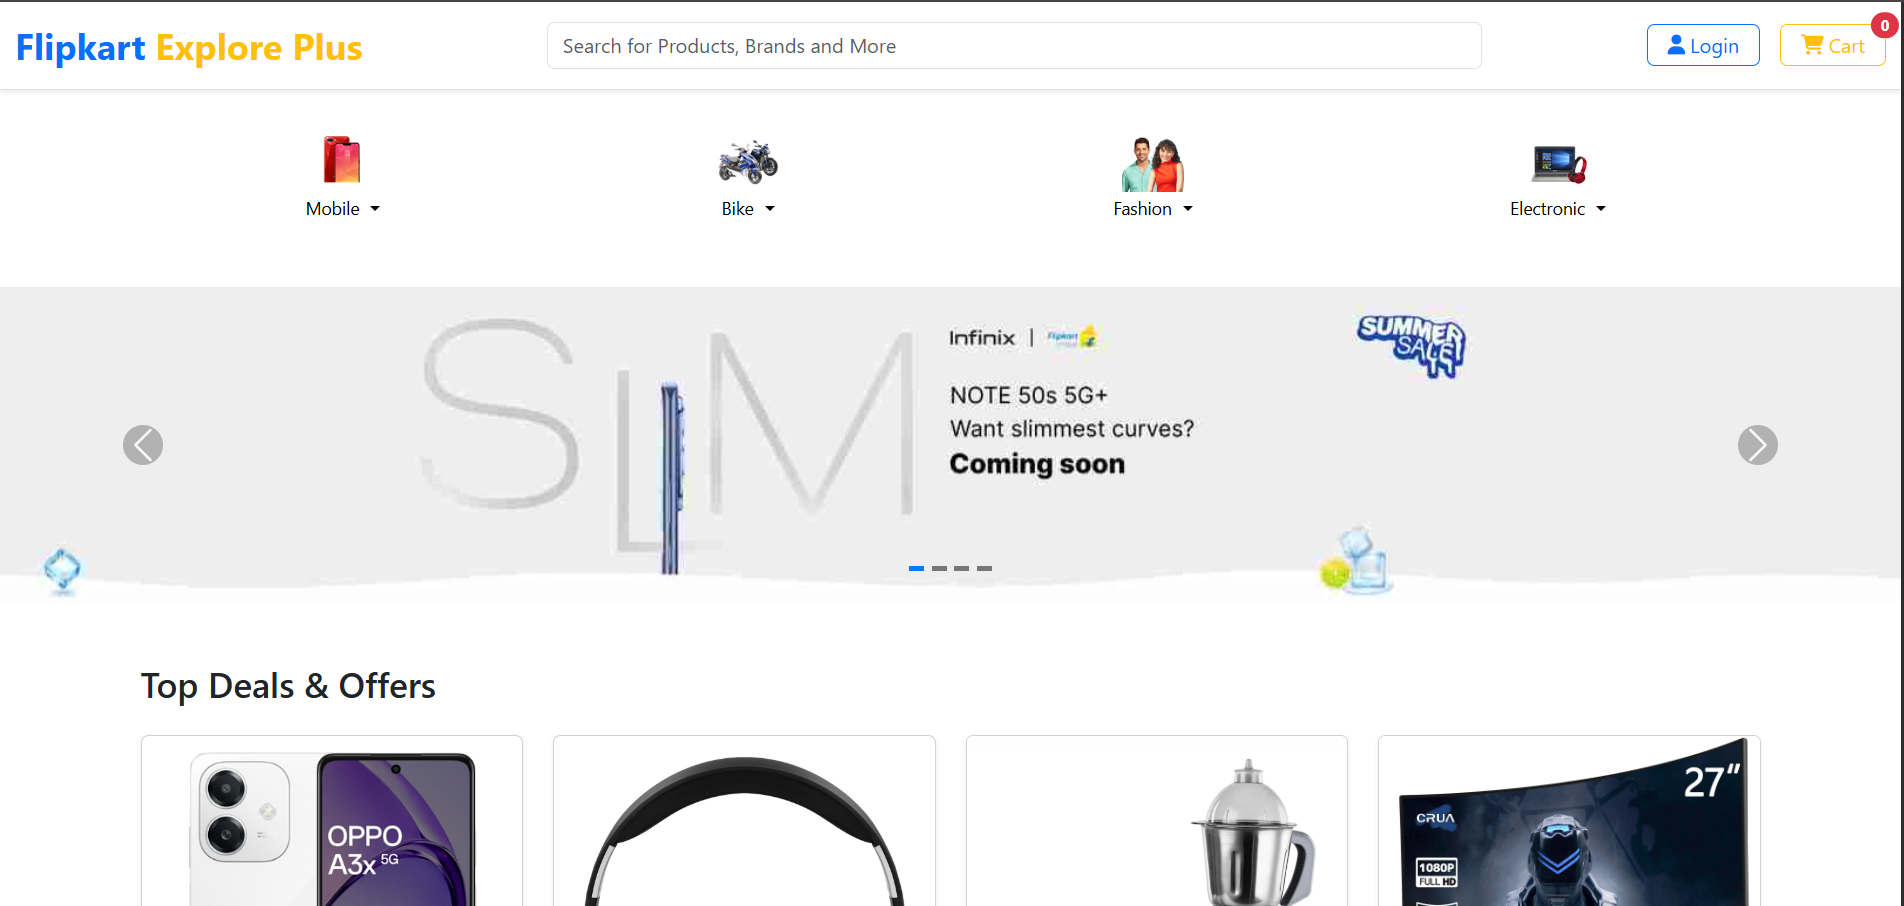 Flipkart Explore Plus
Search for Products, Brands and More
Login
Cart
0
Mobile
Bike
Fashion
Electronic
SLIM
Infinix | Flipkart
SUMMER
SALE
NOTE 50s 5G+
Want slimmest curves?
Coming soon
Top Deals & Offers
OPPO
A3x 5G
27”
CRUA
1080P
FULL HD